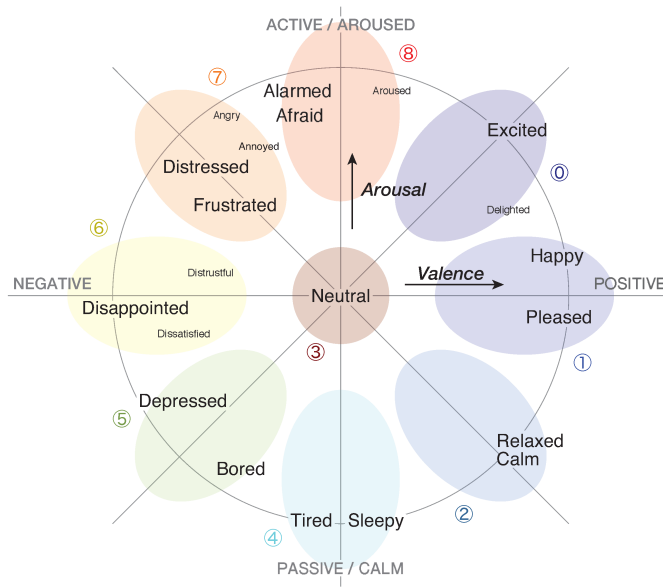 ACTIVE / AROUSED
⑧
⑦
Alarmed
Aroused
Afraid
Angry
Excited
Annoyed
Distressed
⓪
Arousal
Frustrated
Delighted
⑥
Happy
Distrustful
Valence
NEGATIVE
POSITIVE
Neutral
Disappointed
Pleased
Dissatisfied
③
①
Depressed
⑤
Relaxed
Calm
Bored
②
Tired
Sleepy
④
PASSIVE / CALM